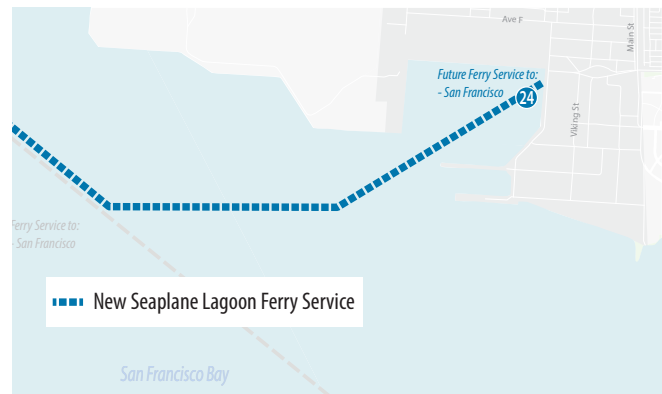 Ave F
Main St
Future Ferry Service to:
- San Francisco
24
Viking St
Ferry Service to:
- San Francisco
New Seaplane Lagoon Ferry Service
San Francisco Bay